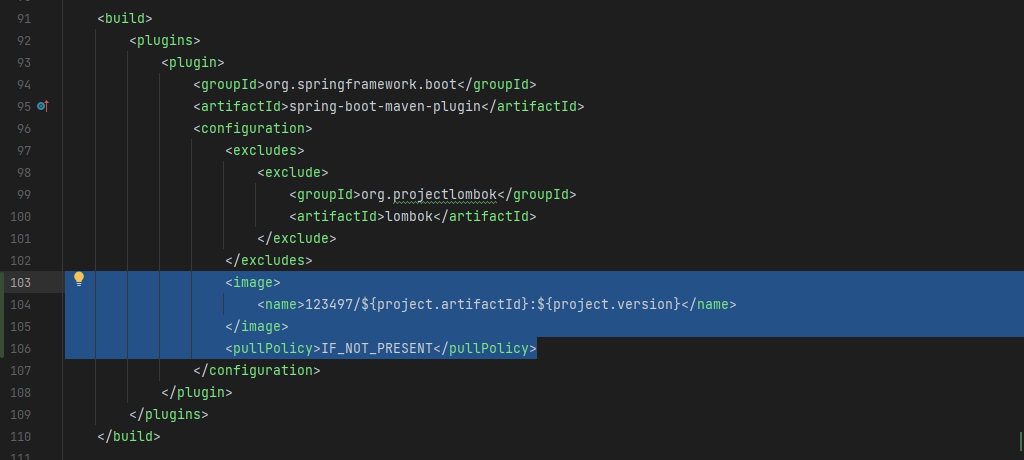 91 <build>
92 <plugins>
93 <plugin>
94 <groupId>org.springframework.boot</groupId>
95 <artifactId>spring-boot-maven-plugin</artifactId>
96 <configuration>
97 <excludes>
98 <exclude>
99 <groupId>org.projectlombok</groupId>
100 <artifactId>lombok</artifactId>
101 </exclude>
102 </excludes>
103 <image>
104 <name>123497/${project.artifactId}:${project.version}</name>
105 </image>
106 <pullPolicy>IF_NOT_PRESENT</pullPolicy>
107 </configuration>
108 </plugin>
109 </plugins>
110 </build>
111